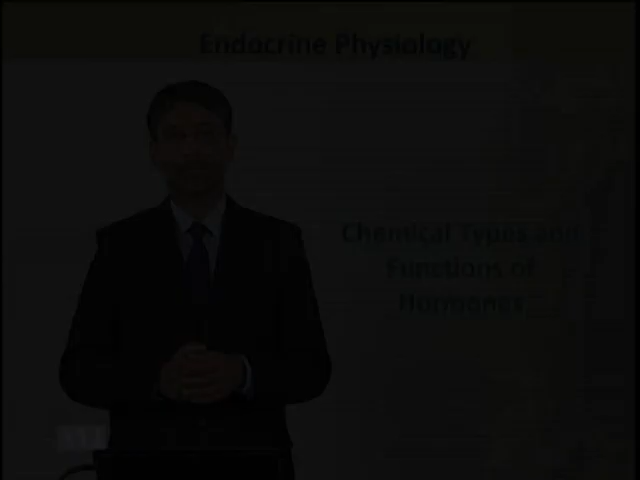 Endocrine Physiology
Chemical Types and
Functions of
Hormones